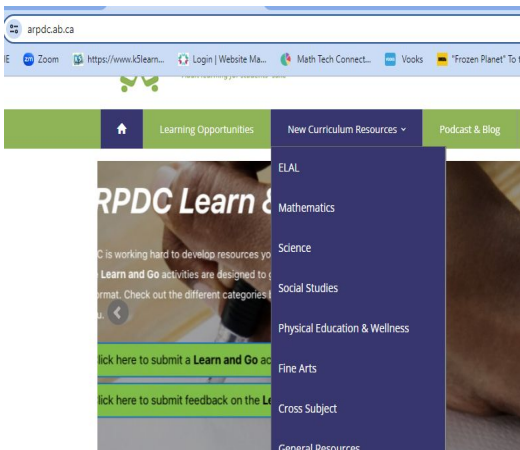 arpdc.ab.ca
Zoom https://www.k5learn... Login | Website Ma... Math Tech Connect... Vooks "Frozen Planet" To
Learning Opportunities New Curriculum Resources Podcast & Blog
ELAL
RPDC Learn &
Mathematics
C is working hard to develop resources yo
Science
Learn and Go activities are designed to g
rmat. Check out the different categories b
Social Studies
u.
Physical Education & Wellness
lick here to submit a Learn and Go ac
Fine Arts
lick here to submit feedback on the Le
Cross Subject
General Resources